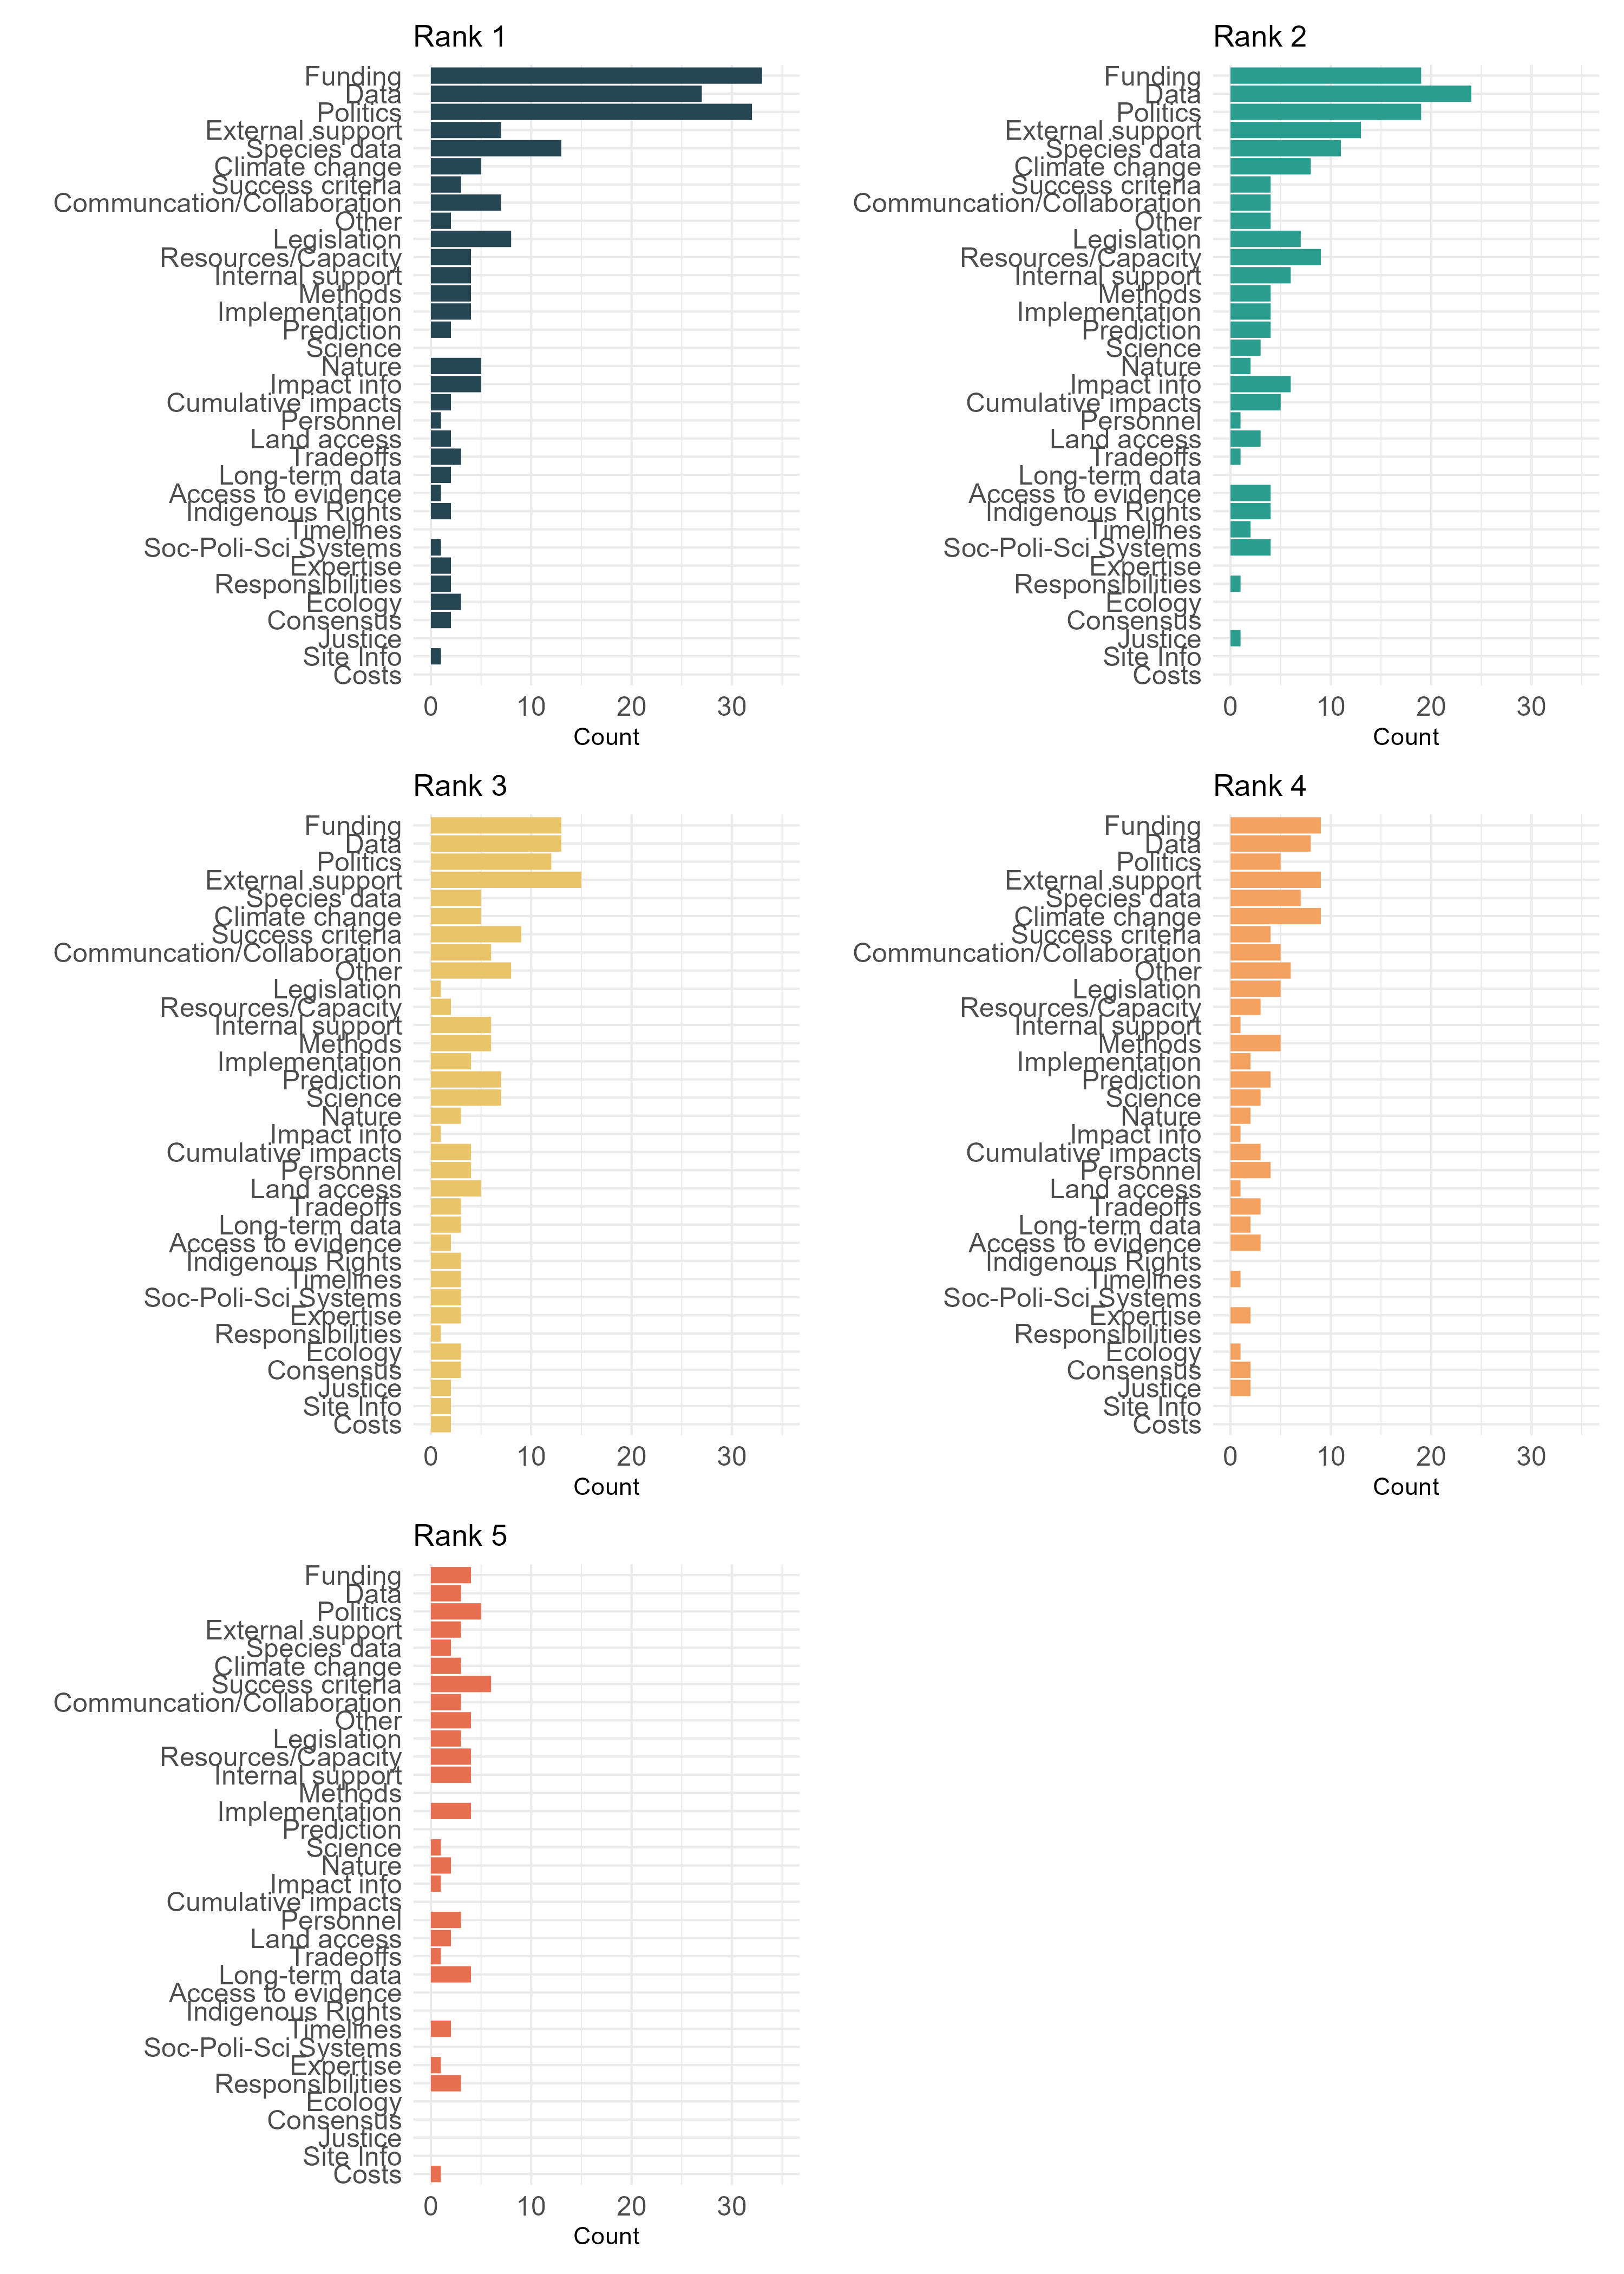 Rank 1
Funding
Data
Politics
External support
Species data
Climate change
Success criteria
Communcation/Collaboration
Other
Legislation
Resources/Capacity
Internal support
Methods
Implementation
Prediction
Science
Nature
Impact info
Cumulative impacts
Personnel
Land access
Tradeoffs
Long-term data
Access to evidence
Indigenous Rights
Timelines
Soc-Poli-Sci Systems
Expertise
Responslbilities
Ecology
Consensus
Justice
Site Info
Costs
0 10 20 30
Count
Rank 2
Funding
Data
Politics
External support
Species data
Climate change
Success criteria
Communcation/Collaboration
Other
Legislation
Resources/Capacity
Internal support
Methods
Implementation
Prediction
Science
Nature
Impact info
Cumulative impacts
Personnel
Land access
Tradeoffs
Long-term data
Access to evidence
Indigenous Rights
Timelines
Soc-Poli-Sci Systems
Expertise
Responslbilities
Ecology
Consensus
Justice
Site Info
Costs
0 10 20 30
Count
Rank 3
Funding
Data
Politics
External support
Species data
Climate change
Success criteria
Communcation/Collaboration
Other
Legislation
Resources/Capacity
Internal support
Methods
Implementation
Prediction
Science
Nature
Impact info
Cumulative impacts
Personnel
Land access
Tradeoffs
Long-term data
Access to evidence
Indigenous Rights
Timelines
Soc-Poli-Sci Systems
Expertise
Responslbilities
Ecology
Consensus
Justice
Site Info
Costs
0 10 20 30
Count
Rank 4
Funding
Data
Politics
External support
Species data
Climate change
Success criteria
Communcation/Collaboration
Other
Legislation
Resources/Capacity
Internal support
Methods
Implementation
Prediction
Science
Nature
Impact info
Cumulative impacts
Personnel
Land access
Tradeoffs
Long-term data
Access to evidence
Indigenous Rights
Timelines
Soc-Poli-Sci Systems
Expertise
Responslbilities
Ecology
Consensus
Justice
Site Info
Costs
0 10 20 30
Count
Rank 5
Funding
Data
Politics
External support
Species data
Climate change
Success criteria
Communcation/Collaboration
Other
Legislation
Resources/Capacity
Internal support
Methods
Implementation
Prediction
Science
Nature
Impact info
Cumulative impacts
Personnel
Land access
Tradeoffs
Long-term data
Access to evidence
Indigenous Rights
Timelines
Soc-Poli-Sci Systems
Expertise
Responslbilities
Ecology
Consensus
Justice
Site Info
Costs
0 10 20 30
Count